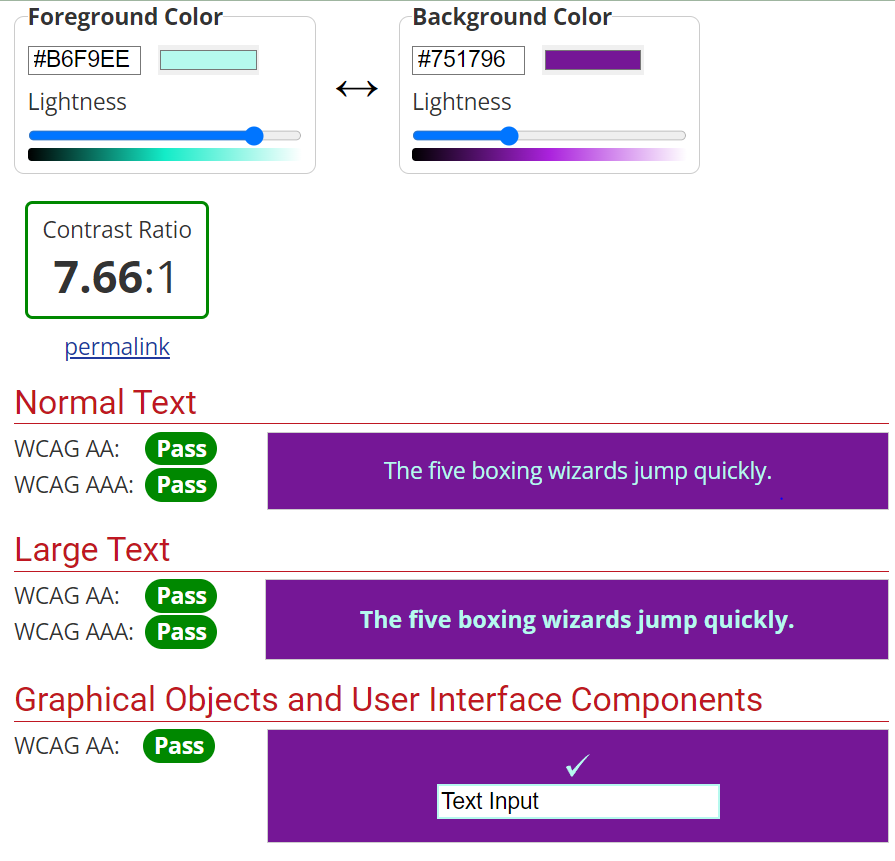 Foreground Color
Background Color
#B6F9EE
#751796
Lightness
Lightness
Contrast Ratio
7.66:1
permalink
Normal Text
WCAG AA: Pass
WCAG AAA: Pass
The five boxing wizards jump quickly.
Large Text
WCAG AA: Pass
WCAG AAA: Pass
The five boxing wizards jump quickly.
Graphical Objects and User Interface Components
WCAG AA: Pass
Text Input